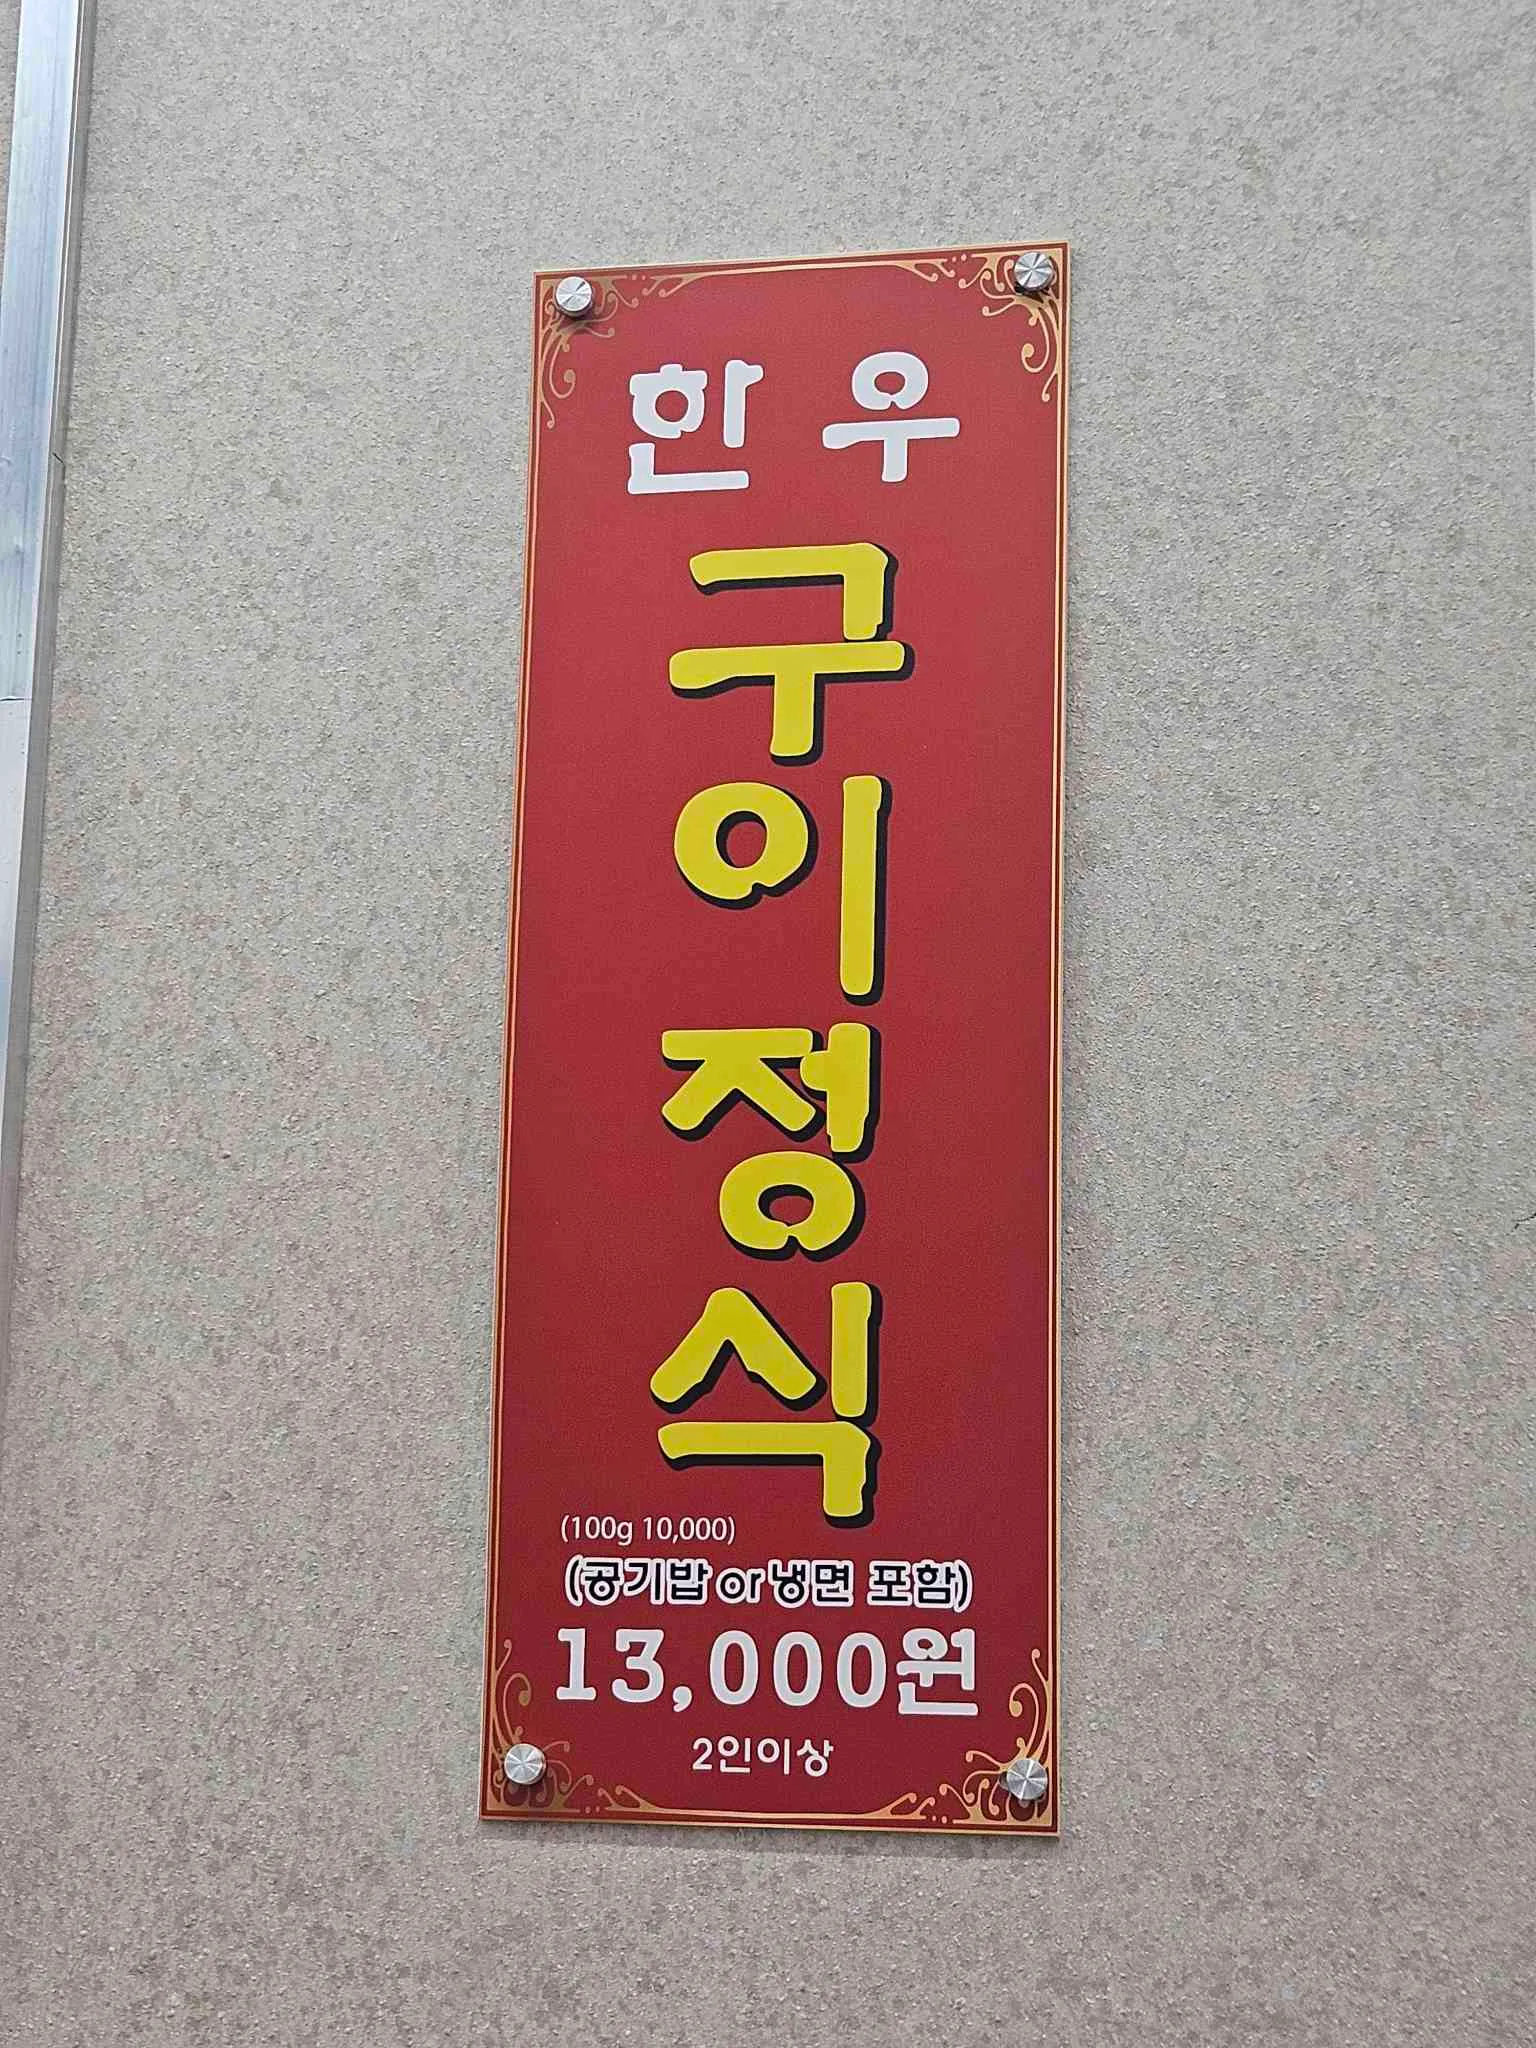 한우
구이정식
(100g 10,000)
(공기밥 or 냉면 포함)
13,000원
2인이상